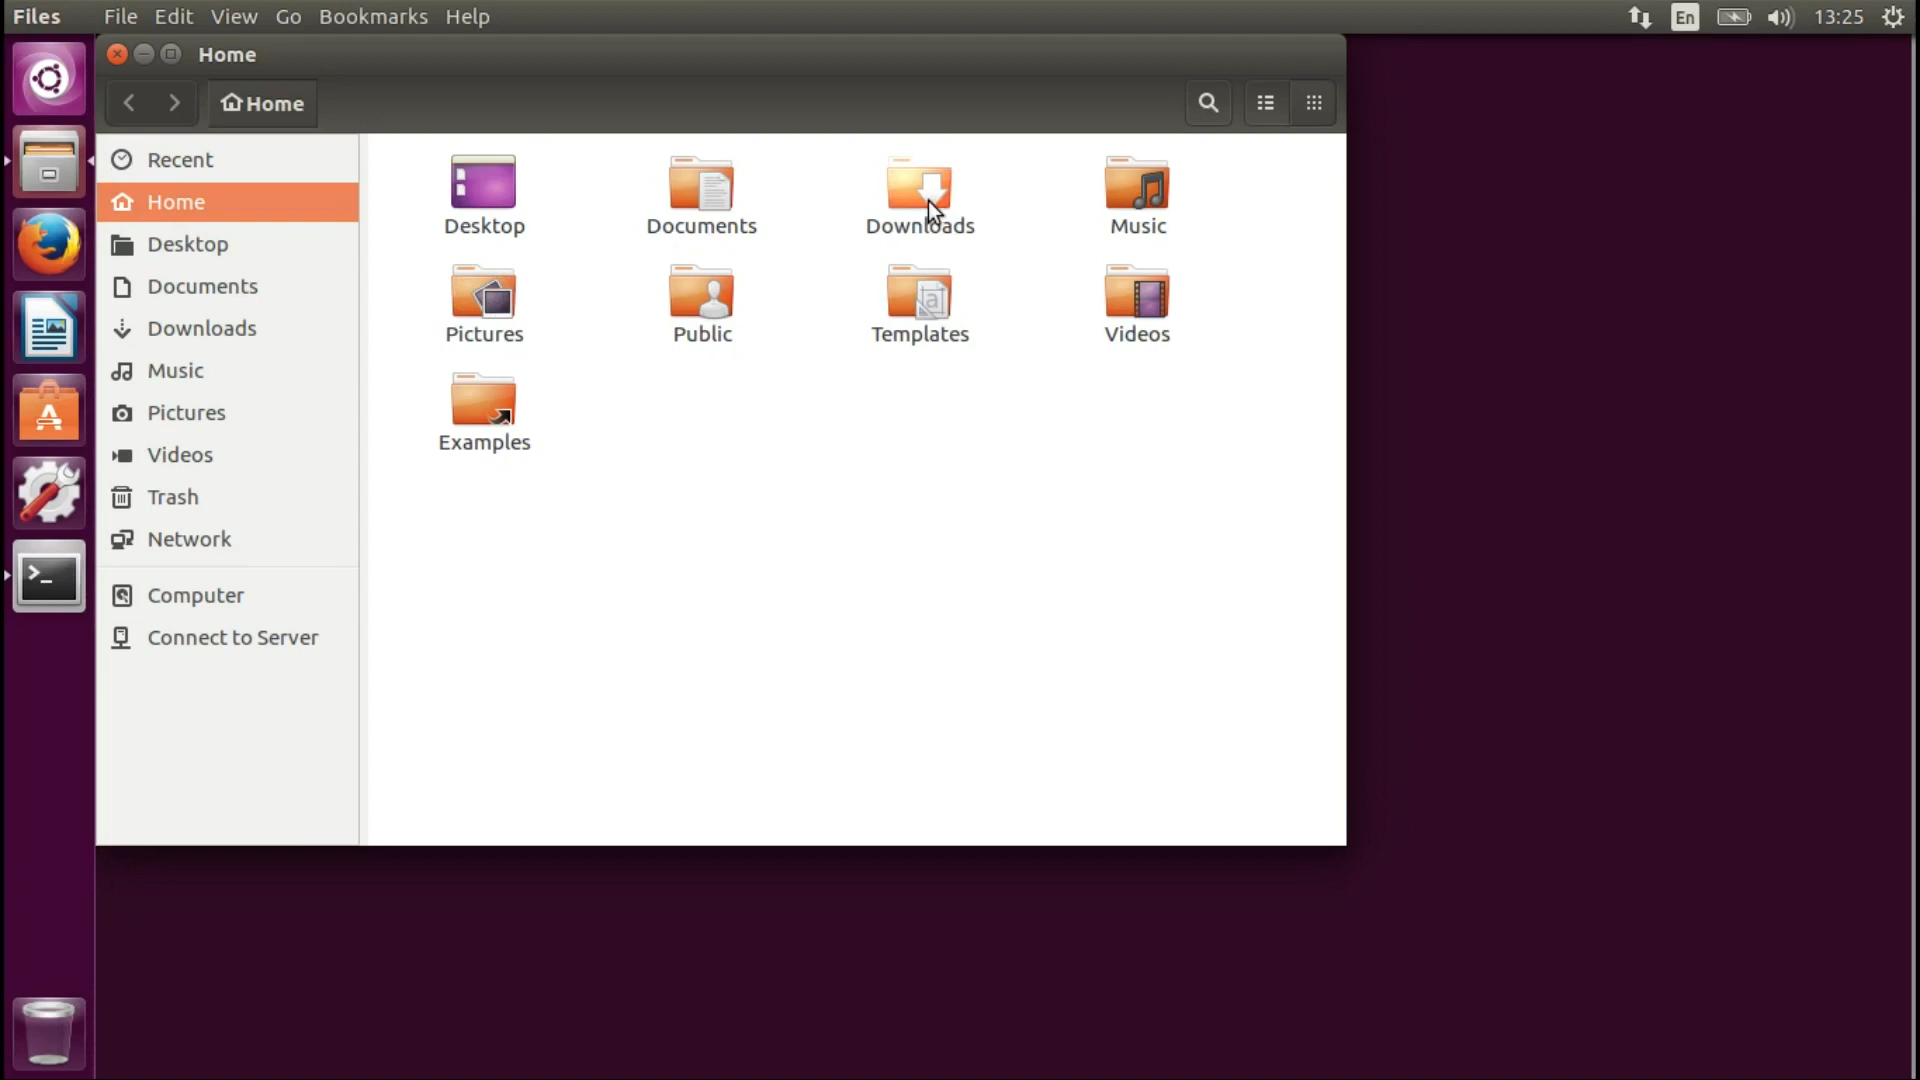 Files File Edit View Go Bookmarks Help En 13:25
Home
Home
Recent
Home
Desktop
Documents
Downloads
Music
Pictures
Videos
Trash
Network
Computer
Connect to Server
Desktop Documents Downloads Music
Pictures Public Templates Videos
Examples